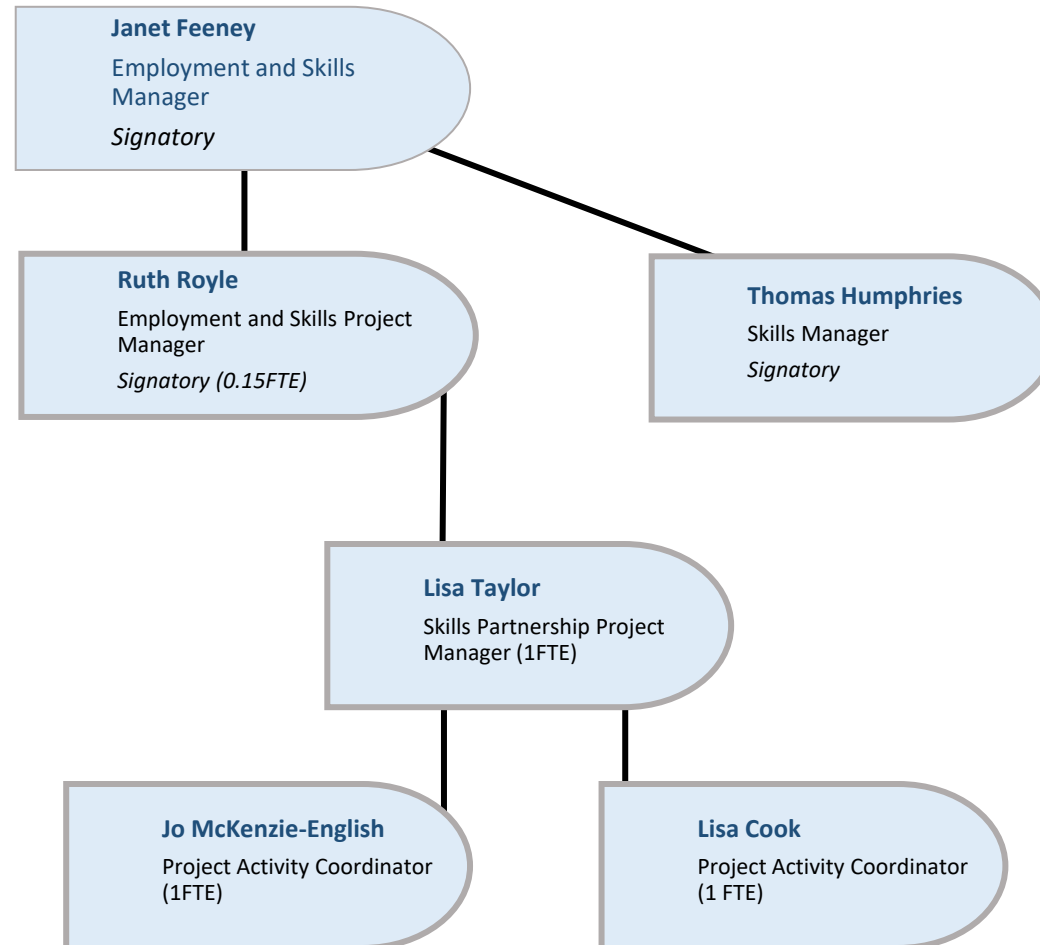 Janet Feeney
Employment and Skills
Manager
Signatory
Ruth Royle
Employment and Skills Project
Manager
Signatory (0.15FTE)
Thomas Humphries
Skills Manager
Signatory
Lisa Taylor
Skills Partnership Project
Manager (1FTE)
Jo McKenzie-English
Project Activity Coordinator
(1FTE)
Lisa Cook
Project Activity Coordinator
(1 FTE)